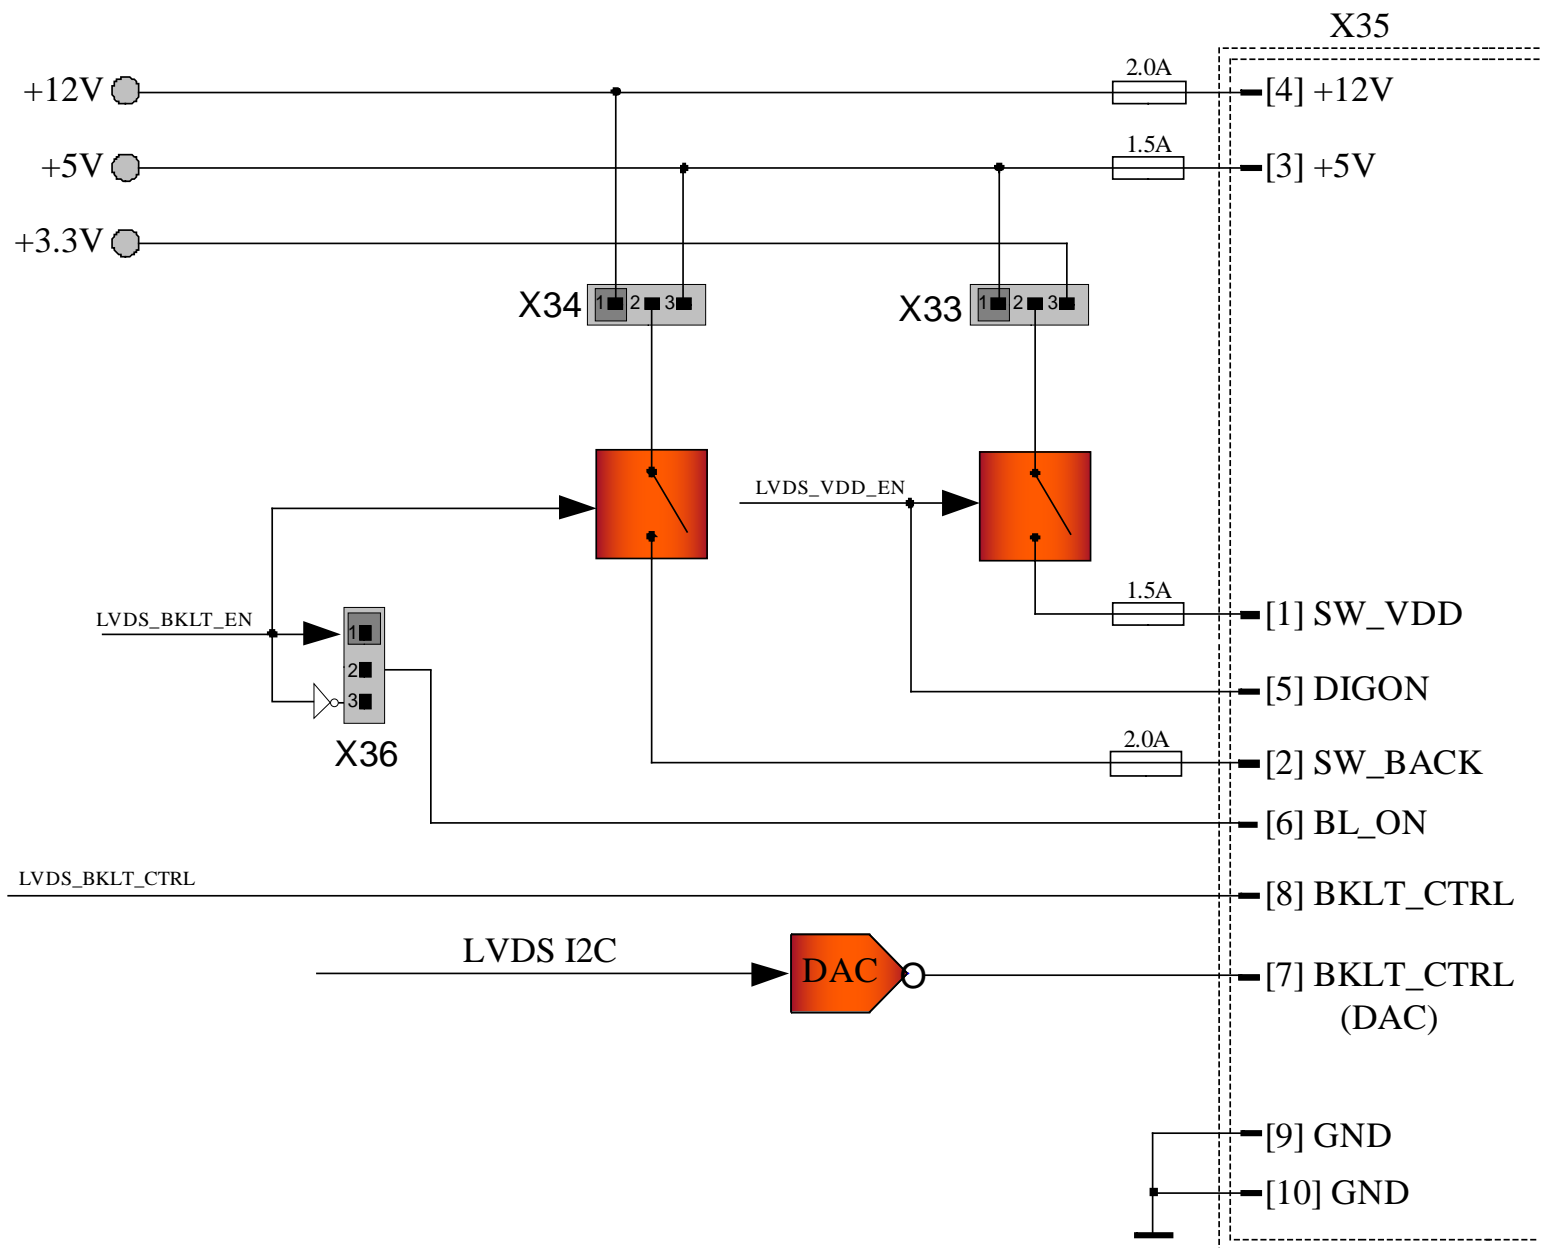 X35
2.0A
+12V
[4] +12V
1.5A
+5V
[3] +5V
+3.3V
X34
1 2 3
X33
1 2 3
LVDS_VDD_EN
1.5A
LVDS_BKLT_EN
[1] SW_VDD
1
2
3
[5] DIGON
X36
2.0A
[2] SW_BACK
[6] BL_ON
LVDS_BKLT_CTRL
[8] BKLT_CTRL
LVDS I2C
DAC
[7] BKLT_CTRL
(DAC)
[9] GND
[10] GND